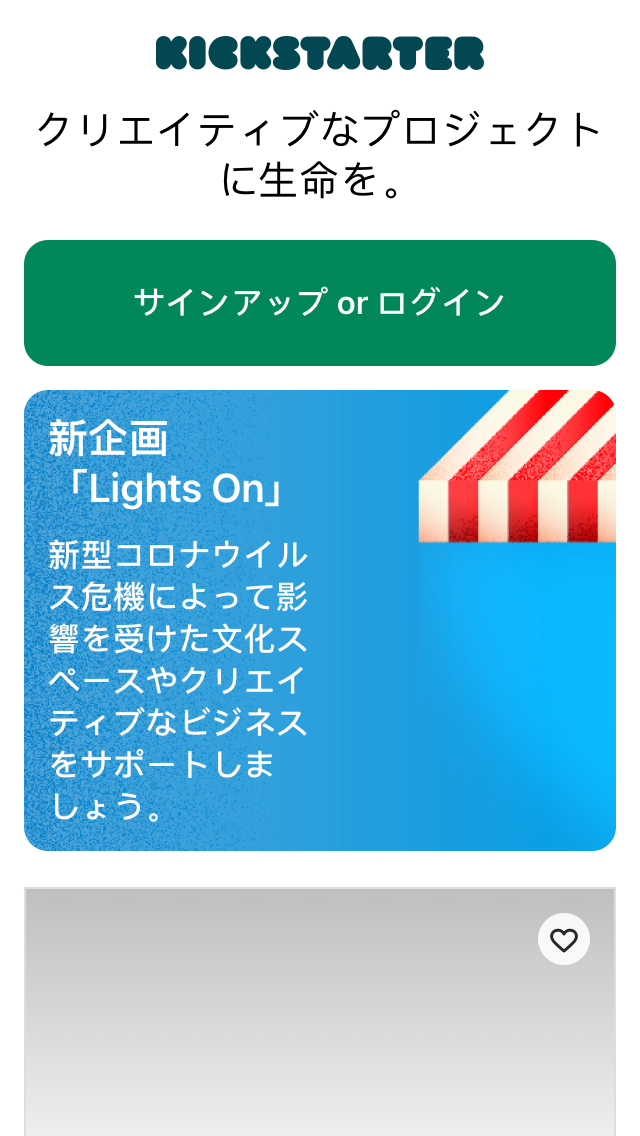 KICKSTARTER
クリエイティブなプロジェクト
に生命を。
サインアップ or ログイン
新企画
「Lights On」
新型コロナウイル
ス危機によって影
響を受けた文化ス
ペースやクリエイ
ティブなビジネス
をサポートしま
しょう。